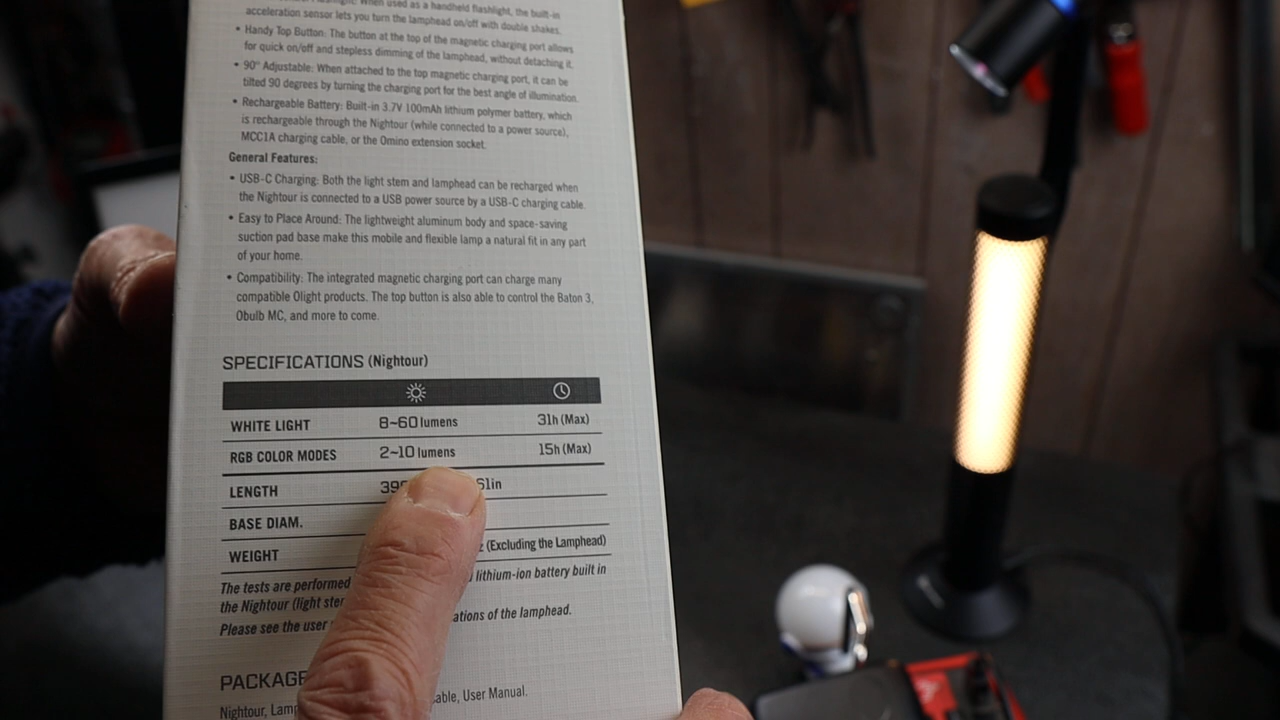 When used as a handheld flashlight, the built-in
acceleration sensor lets you turn the lamphead on/off with double shakes.
• Handy Top Button: The button at the top of the magnetic charging port allows
for quick on/off and stepless dimming of the lamphead, without detaching it.
• 90° Adjustable: When attached to the top magnetic charging port, it can be
tilted 90 degrees by turning the charging port for the best angle of illumination.
• Rechargeable Battery: Built-in 3.7V 100mAh lithium polymer battery, which
is rechargeable through the Nightour (while connected to a power source),
MCC1A charging cable, or the Omino extension socket.
General Features:
• USB-C Charging: Both the light stem and lamphead can be recharged when
the Nightour is connected to a USB power source by a USB-C charging cable.
• Easy to Place Around: The lightweight aluminum body and space-saving
suction pad base make this mobile and flexible lamp a natural fit in any part
of your home.
• Compatibility: The integrated magnetic charging port can charge many
compatible Olight products. The top button is also able to control the Baton 3,
Obulb MC, and more to come.
SPECIFICATIONS (Nightour)
WHITE LIGHT 8~60 lumens 31h (Max)
RGB COLOR MODES 2~10 lumens 15h (Max)
LENGTH
BASE DIAM.
WEIGHT (Excluding the Lamphead)
The tests are performed lithium-ion battery built in
the Nightour (light
Please see the user of the lamphead.
PACKAGE
Nightour, User Manual.